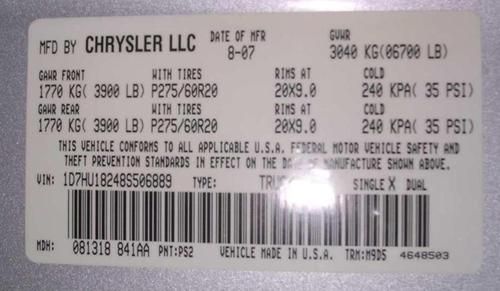 MFD BY CHRYSLER LLC DATE OF MFR GVWR
8-07 3040 KG(06700 LB)
GAWR FRONT WITH TIRES RIMS AT COLD
1770 KG( 3900 LB) P275/60R20 20X9.0 240 KPA( 35 PSI)
GAWR REAR WITH TIRES RIMS AT COLD
1770 KG( 3900 LB) P275/60R20 20X9.0 240 KPA( 35 PSI)
THIS VEHICLE CONFORMS TO ALL APPLICABLE U.S.A. FEDERAL MOTOR VEHICLE SAFETY AND
THEFT PREVENTION STANDARDS IN EFFECT ON THE DATE OF MANUFACTURE SHOWN ABOVE.
VIN: 1D7HU18248S506889 TYPE: TRUCK SINGLE X DUAL
MDH: 081318 841AA PNT:PS2 VEHICLE MADE IN U.S.A. TRM:M9D5 4648503